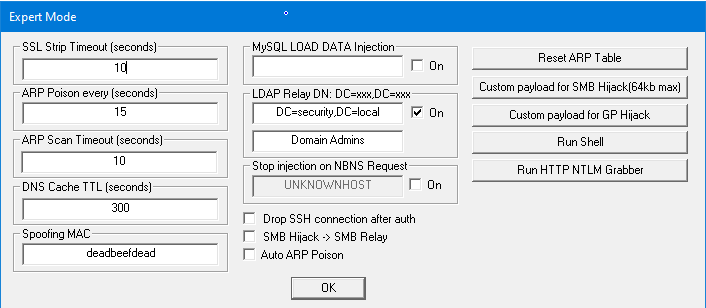 Expert Mode
SSL Strip Timeout (seconds)
10
ARP Poison every (seconds)
15
ARP Scan Timeout (seconds)
10
DNS Cache TTL (seconds)
300
Spoofing MAC
deadbeefdead
MySQL LOAD DATA Injection
On
LDAP Relay DN: DC=xxx,DC=xxx
DC=security,DC=local
On
Domain Admins
Stop injection on NBNS Request
UNKNOWNHOST
On
Drop SSH connection after auth
SMB Hijack -> SMB Relay
Auto ARP Poison
Reset ARP Table
Custom payload for SMB Hijack(64kb max)
Custom payload for GP Hijack
Run Shell
Run HTTP NTLM Grabber
OK